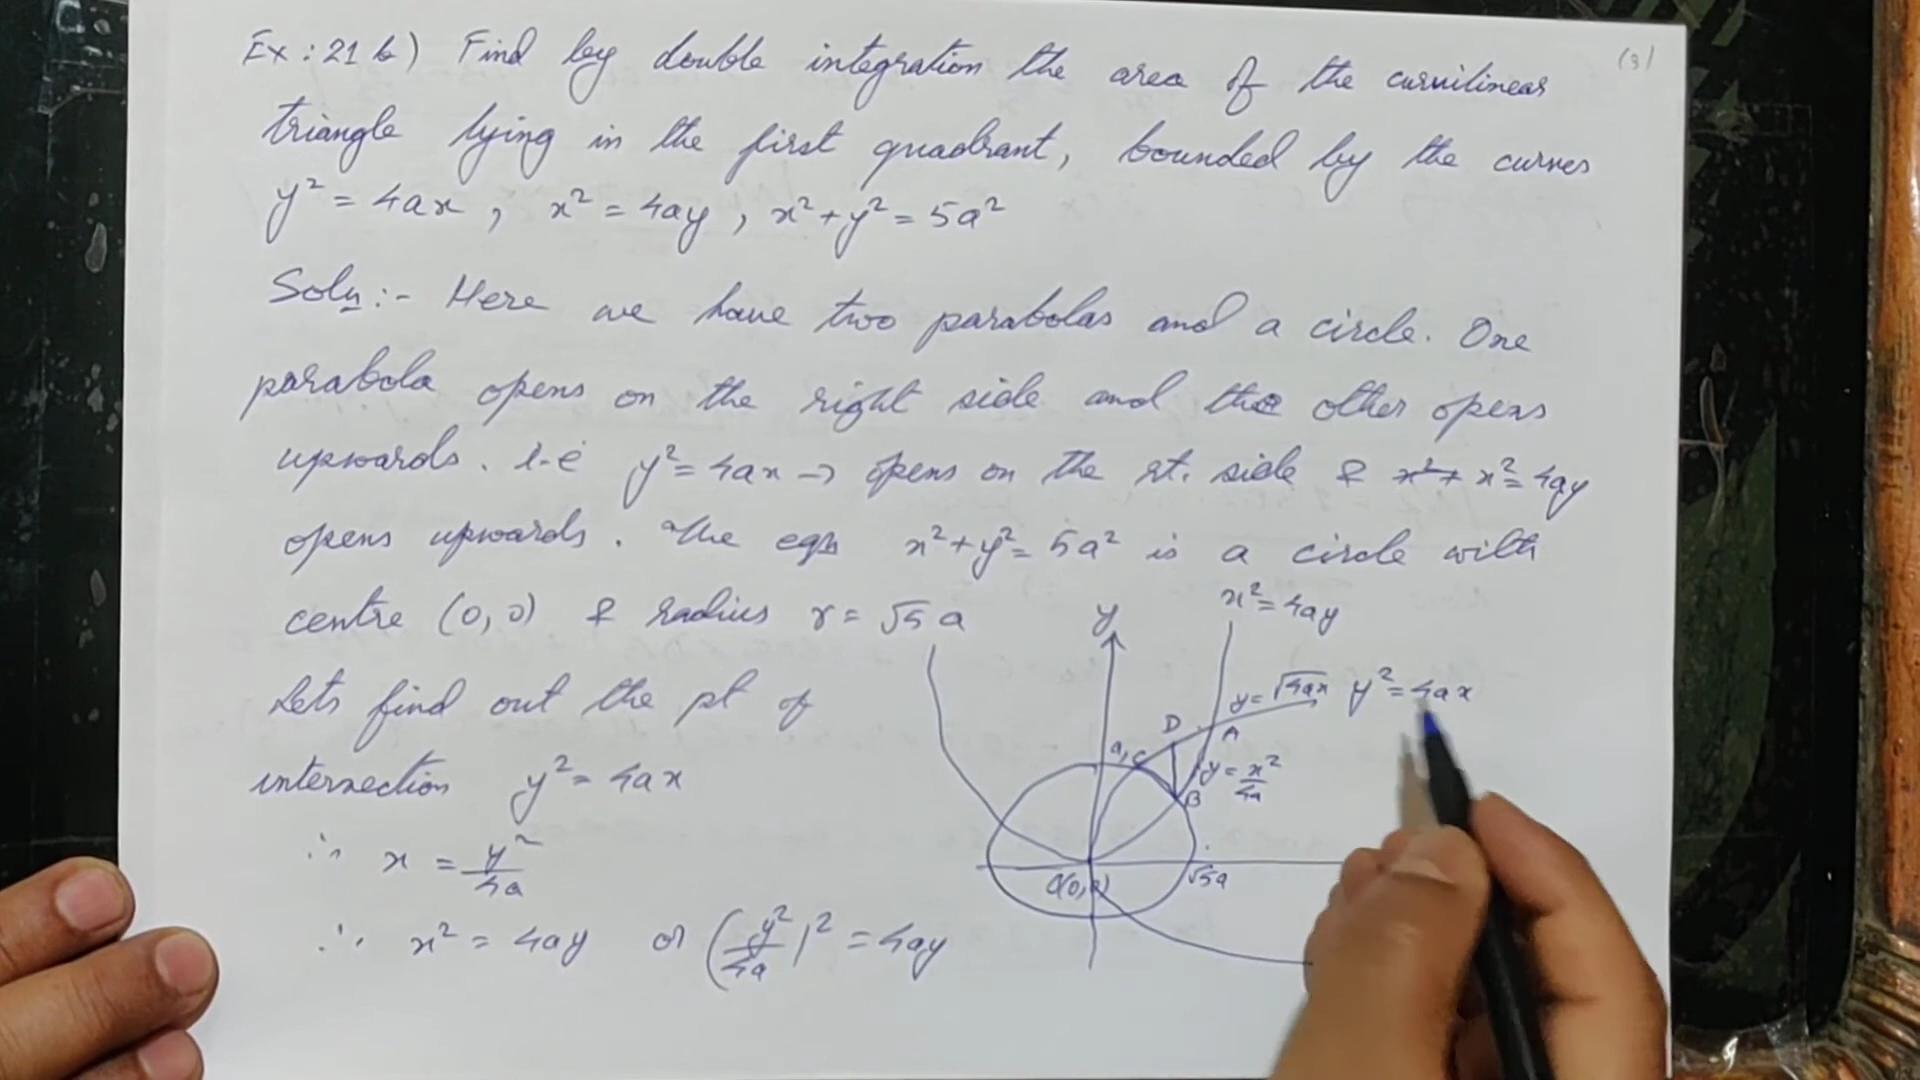 (3)
Ex:21 b) Find by double integration the area of the curvilinear
triangle lying in the first quadrant, bounded by the curves
y² = 4ax, x² = 4ay, x²+y² = 5a²
Soln:- Here we have two parabolas and a circle. One
parabola opens on the right side and the other opens
upwards. i.e y² = 4ax → opens on the rt. side & x²+ x² = 4ay
opens upwards. The eqn x²+y² = 5a² is a circle with
centre (0,0) & radius r = √5 a
Lets find out the pt of
intersection y² = 4ax
∴ x = y²/4a
∴ x² = 4ay or (y²/4a)² = 4ay
x² = 4ay
y
y = √4ax y² = 4ax
D
A
C
y = x²/4a
B
(0,0)
√5a